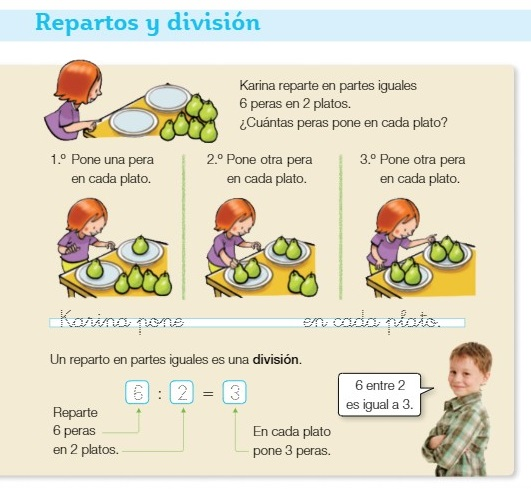 Repartos y división
Karina reparte en partes iguales
6 peras en 2 platos.
¿Cuántas peras pone en cada plato?
1.º Pone una pera
en cada plato.
2.º Pone otra pera
en cada plato.
3.º Pone otra pera
en cada plato.
Karina pone en cada plato.
Un reparto en partes iguales es una división.
6 : 2 = 3
Reparte
6 peras
en 2 platos.
En cada plato
pone 3 peras.
6 entre 2
es igual a 3.